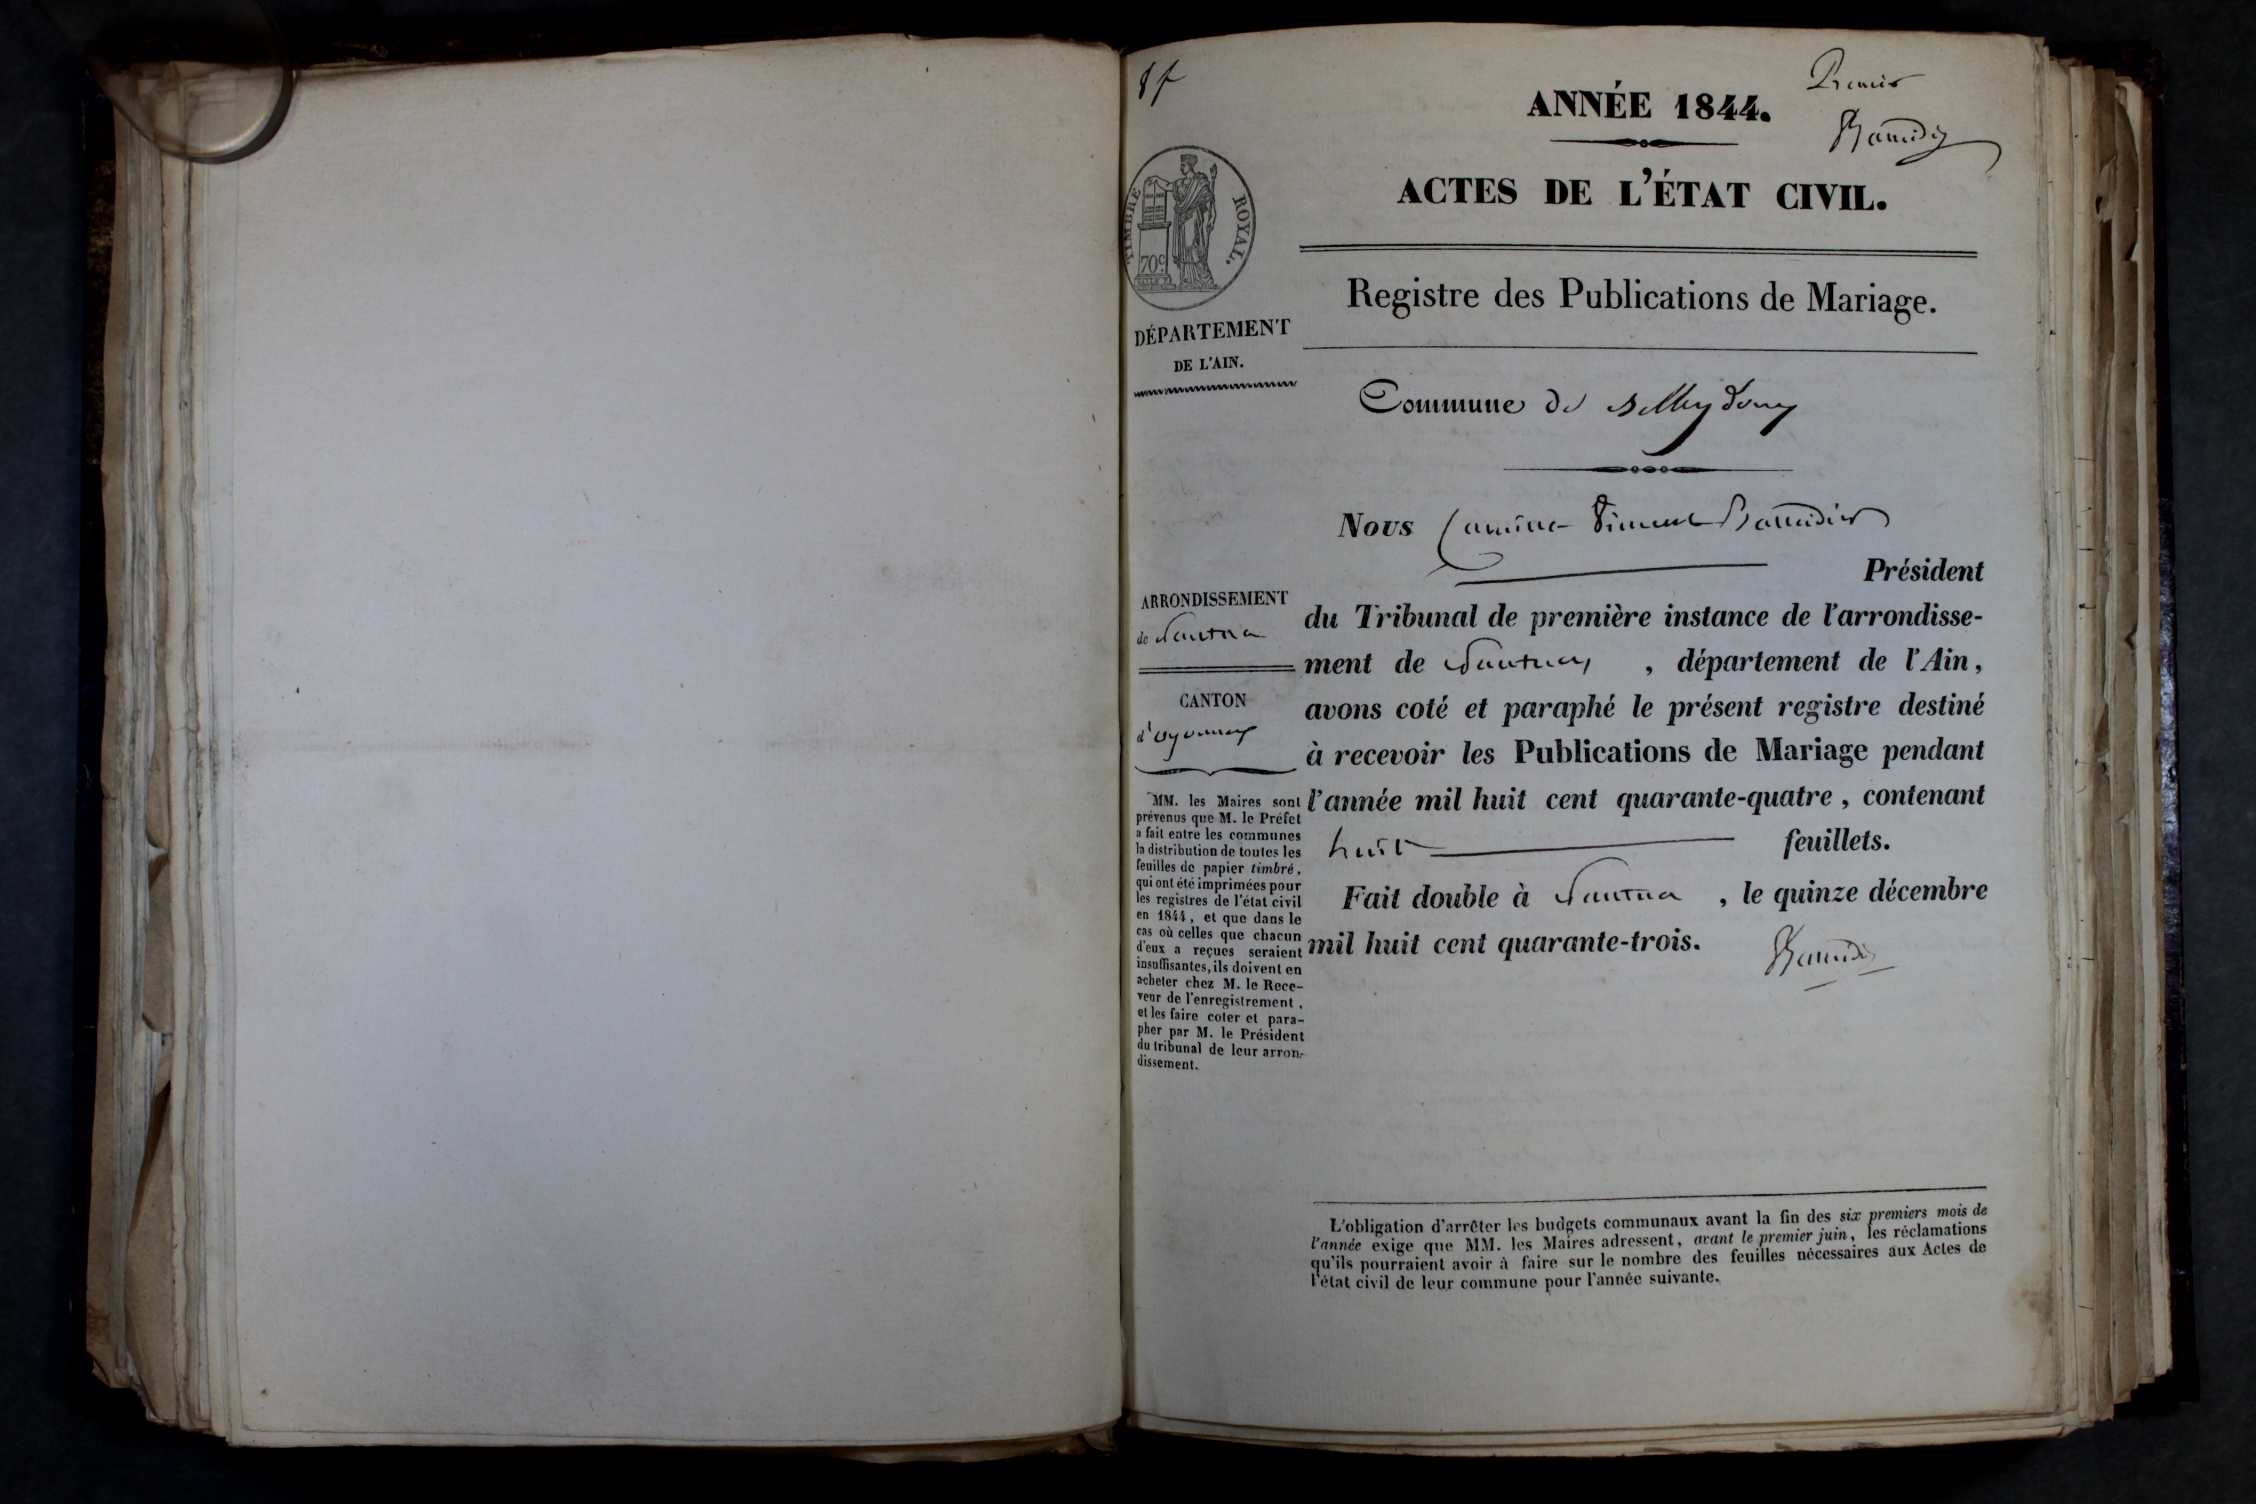 8 f
ANNÉE 1844.
Premier
ACTES DE L'ÉTAT CIVIL.
TIMBRE ROYAL.
70c
Registre des Publications de Mariage.
DÉPARTEMENT
DE L'AIN.
Commune de
Nous
Président
ARRONDISSEMENT
de Nantua
CANTON
d'oyonnax
MM. les Maires sont
prévenus que M. le Préfet
a fait entre les communes
la distribution de toutes les
feuilles de papier timbré,
qui ont été imprimées pour
les registres de l'état civil
en 1844, et que dans le
cas où celles que chacun
d'eux a reçues seraient
insuffisantes, ils doivent en
acheter chez M. le Rece-
veur de l'enregistrement,
et les faire coter et para-
pher par M. le Président
du tribunal de leur arron-
dissement.
du Tribunal de première instance de l'arrondisse-
ment de Nantua, département de l'Ain,
avons coté et paraphé le présent registre destiné
à recevoir les Publications de Mariage pendant
l'année mil huit cent quarante-quatre, contenant
huit feuillets.
Fait double à Nantua, le quinze décembre
mil huit cent quarante-trois.
L'obligation d'arrêter les budgets communaux avant la fin des six premiers mois de
l'année exige que MM. les Maires adressent, avant le premier juin, les réclamations
qu'ils pourraient avoir à faire sur le nombre des feuilles nécessaires aux Actes de
l'état civil de leur commune pour l'année suivante.